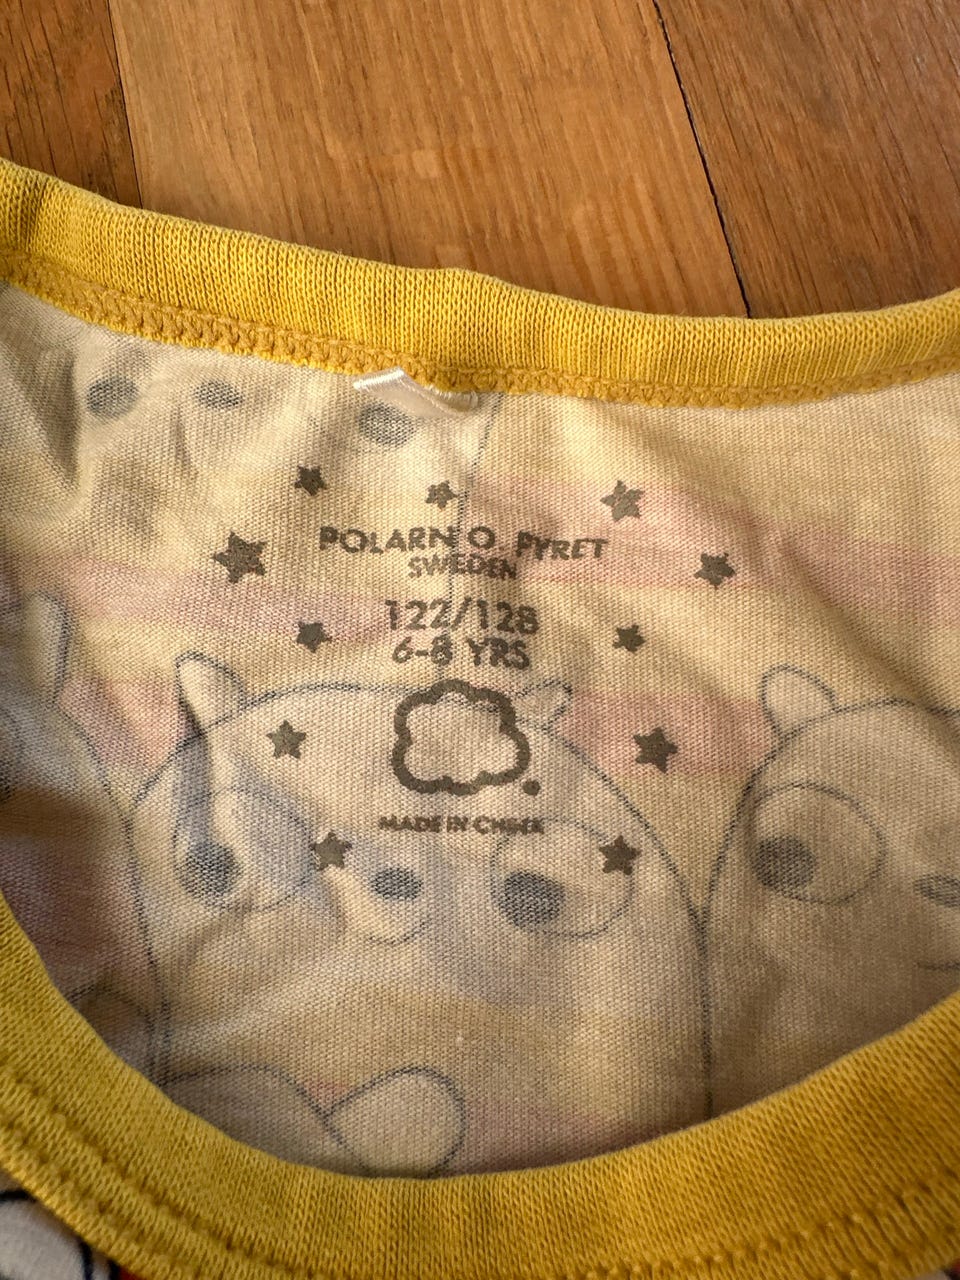 POLARN O. PYRET
SWEDEN
122/128
6-8 YRS
MADE IN CHINA